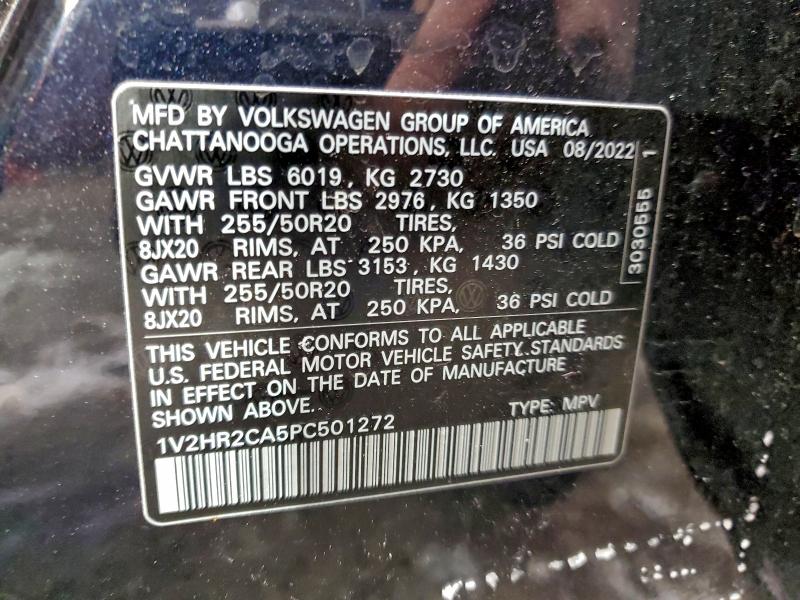 MFD BY VOLKSWAGEN GROUP OF AMERICA
CHATTANOOGA OPERATIONS, LLC. USA 08/2022
GVWR LBS 6019, KG 2730
GAWR FRONT LBS 2976, KG 1350
WITH 255/50R20 TIRES,
8JX20 RIMS, AT 250 KPA, 36 PSI COLD
GAWR REAR LBS 3153, KG 1430
WITH 255/50R20 TIRES,
8JX20 RIMS, AT 250 KPA, 36 PSI COLD
THIS VEHICLE CONFORMS TO ALL APPLICABLE
U.S. FEDERAL MOTOR VEHICLE SAFETY STANDARDS
IN EFFECT ON THE DATE OF MANUFACTURE
SHOWN ABOVE. TYPE: MPV
1V2HR2CA5PC501272
3030555 1